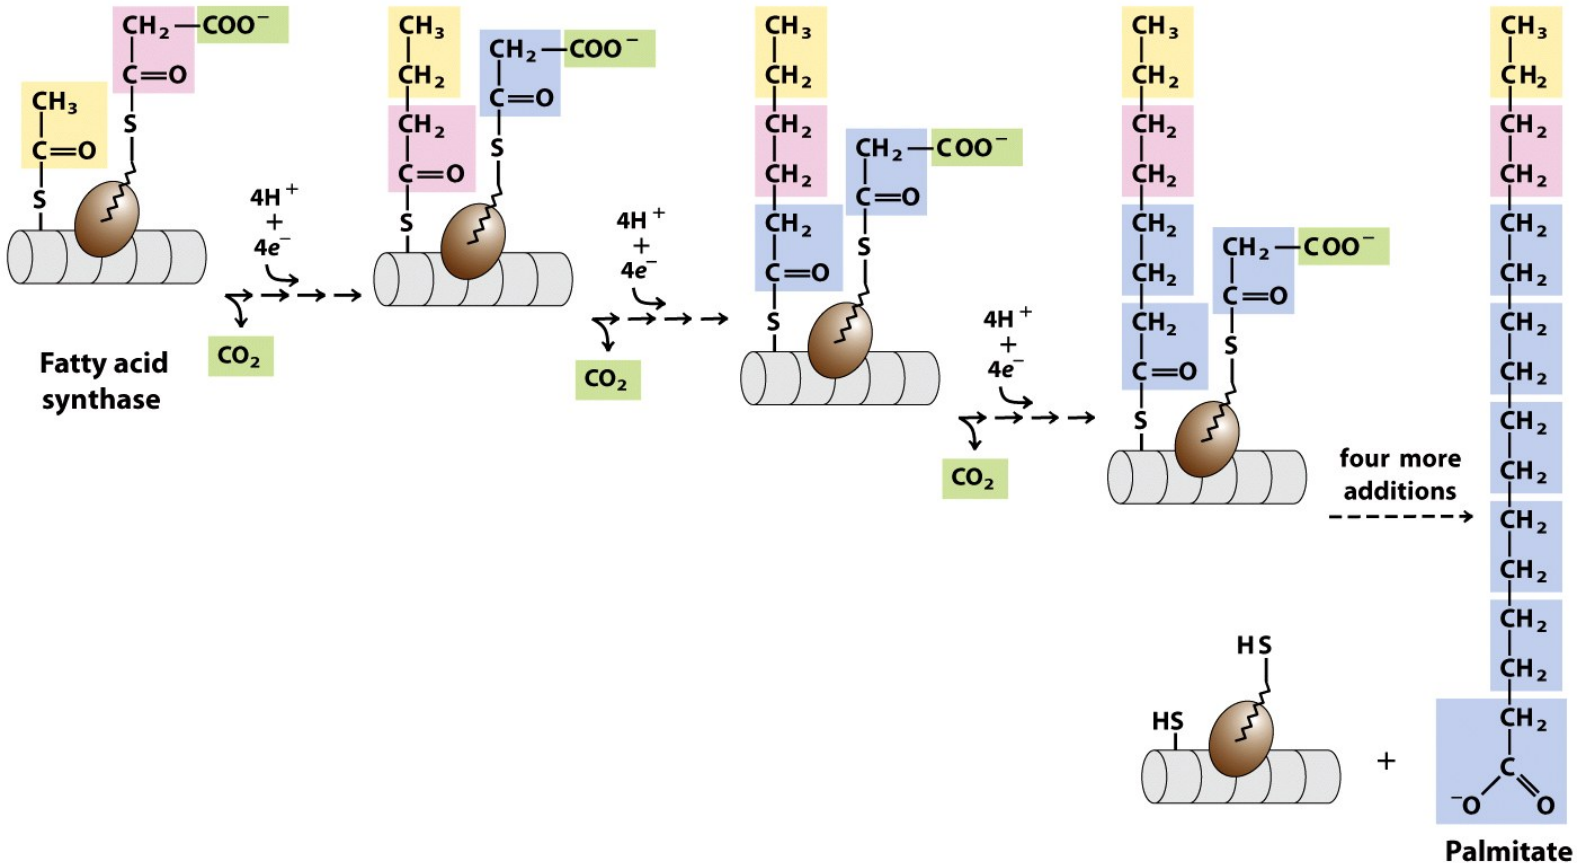 CH₂—COO⁻
C=O
S
CH₃
C=O
S
4H⁺
+
4e⁻
CO₂
Fatty acid
synthase
CH₃
CH₂
CH₂
C=O
S
CH₂—COO⁻
C=O
S
4H⁺
+
4e⁻
CO₂
CH₃
CH₂
CH₂
CH₂
CH₂
C=O
S
CH₂—COO⁻
C=O
S
4H⁺
+
4e⁻
CO₂
CH₃
CH₂
CH₂
CH₂
CH₂
CH₂
CH₂
C=O
S
CH₂—COO⁻
C=O
S
four more
additions
HS
HS
+
CH₃
CH₂
CH₂
CH₂
CH₂
CH₂
CH₂
CH₂
CH₂
CH₂
CH₂
CH₂
CH₂
CH₂
CH₂
C
⁻O O
Palmitate